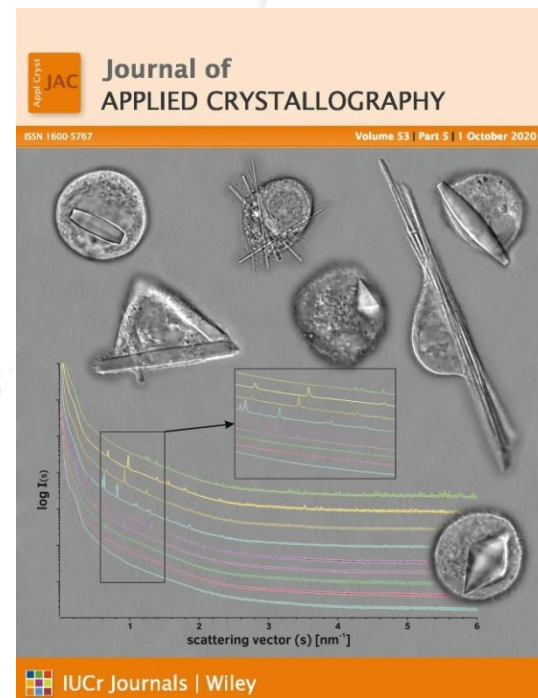 Appl Cryst
JAC
Journal of
APPLIED CRYSTALLOGRAPHY
ISSN 1600-5767
Volume 53 | Part 5 | 1 October 2020
log I(s)
1 2 3 4 5 6
scattering vector (s) [nm⁻¹]
IUCr Journals | Wiley